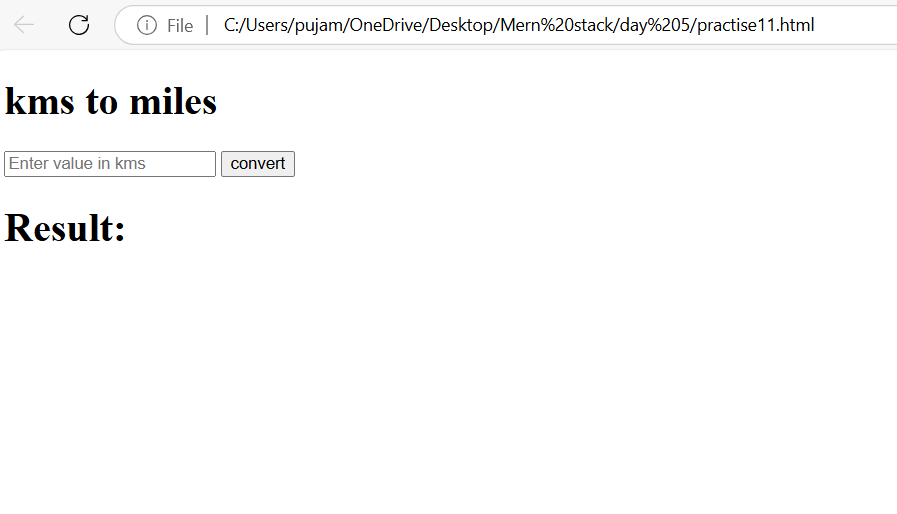 File C:/Users/pujam/OneDrive/Desktop/Mern%20stack/day%205/practise11.html
kms to miles
Enter value in kms convert
Result: